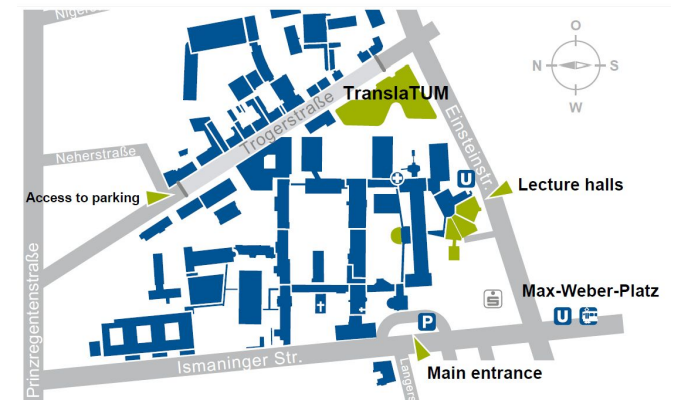 O
N
S
W
TranslaTUM
Trogerstraße
Einsteinstr.
Neherstraße
U
Lecture halls
Access to parking
Prinzregentenstraße
Max-Weber-Platz
U
P
Ismaninger Str.
Main entrance